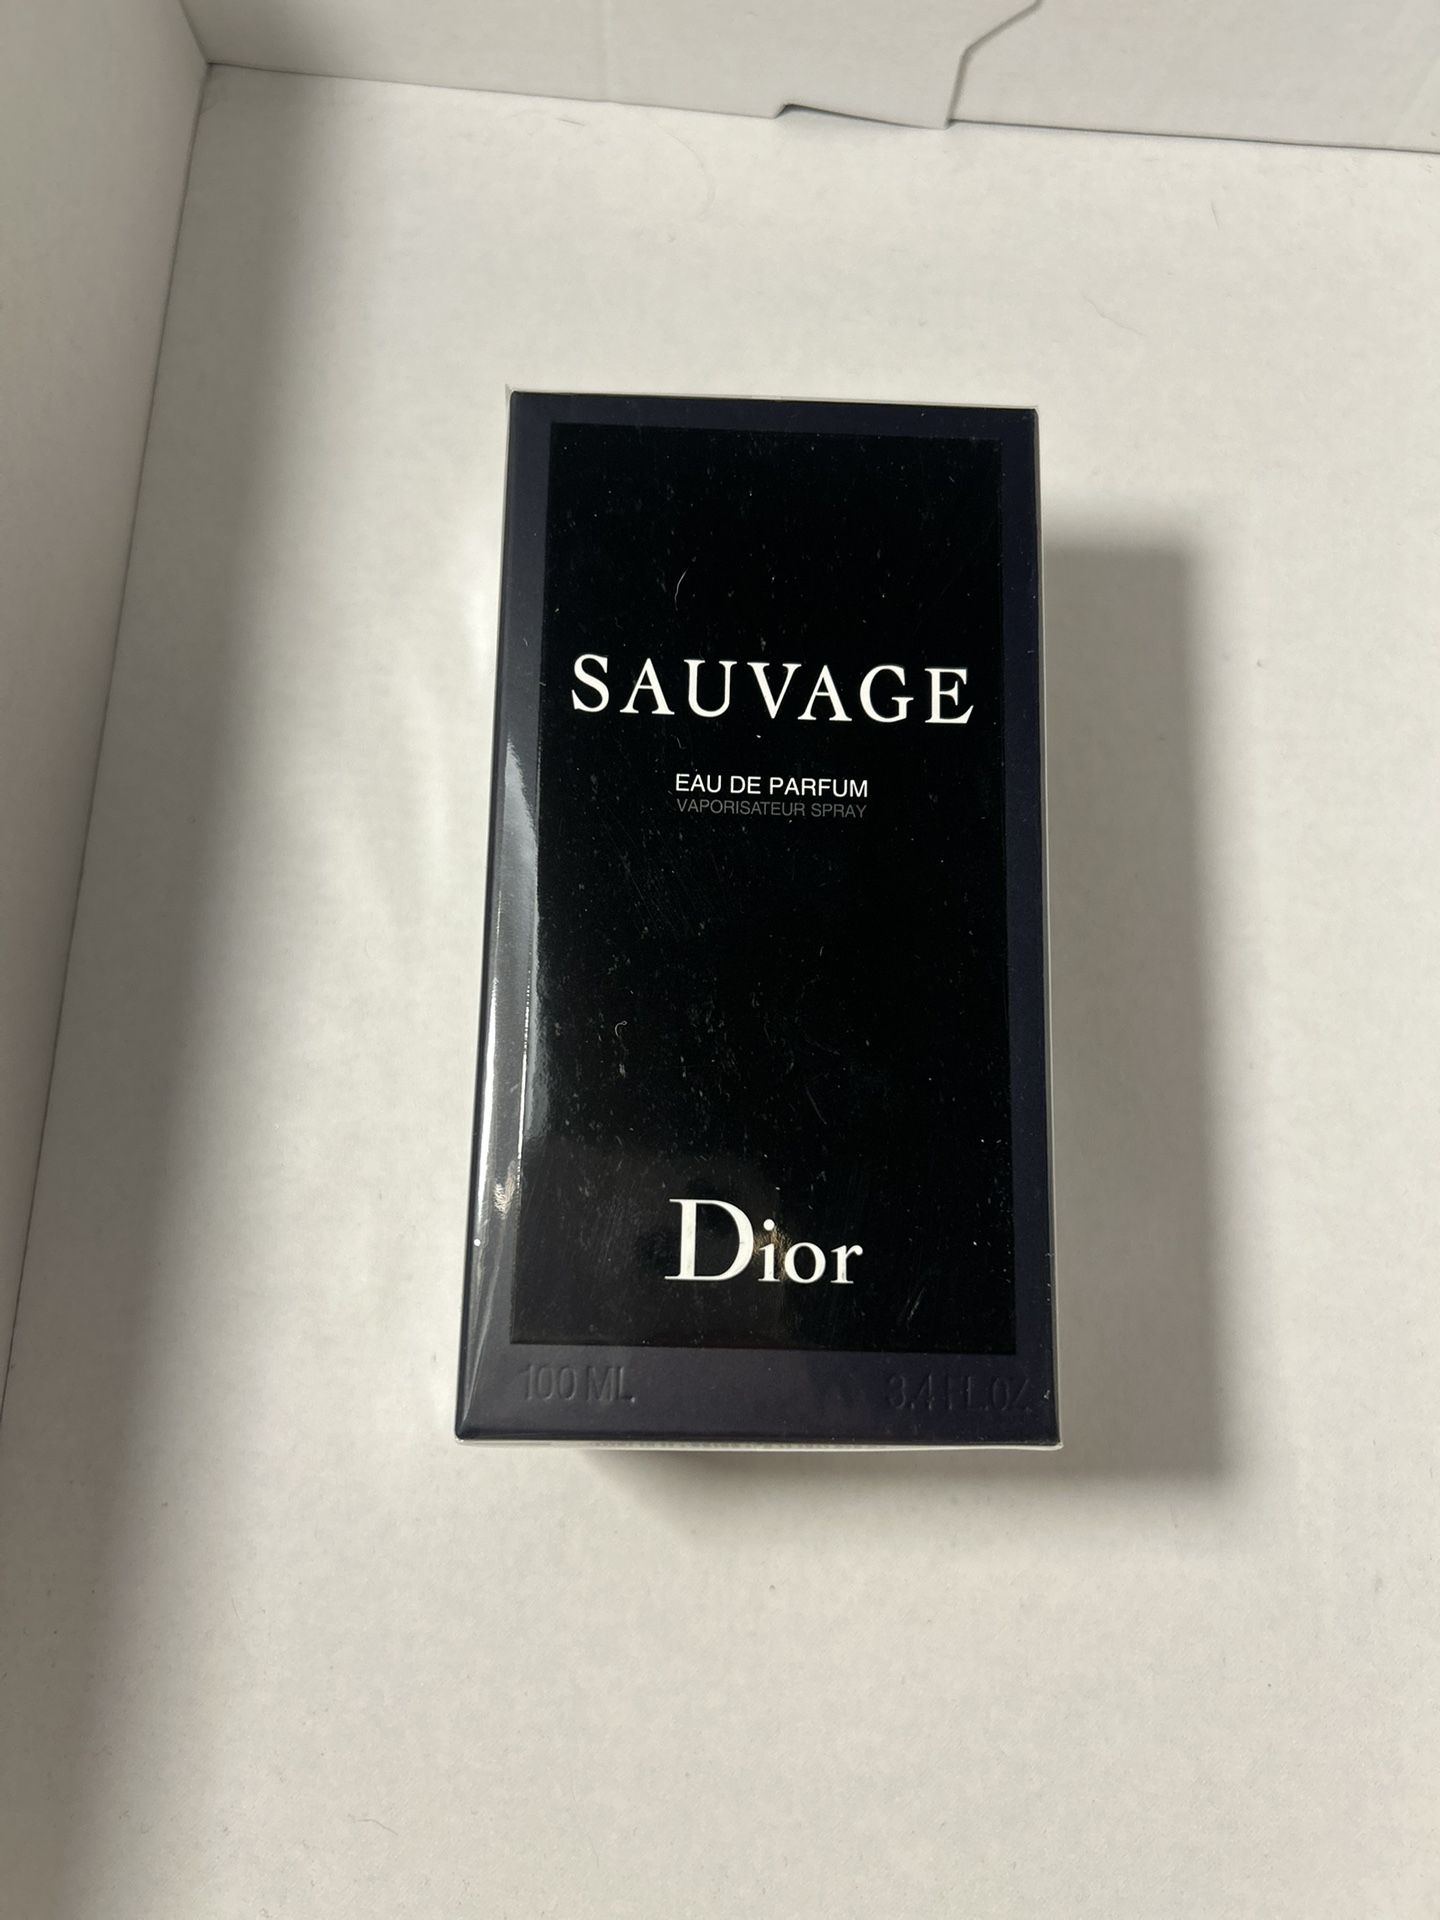 SAUVAGE
EAU DE PARFUM
VAPORISATEUR SPRAY
Dior
100 ML 3.4 FL.OZ